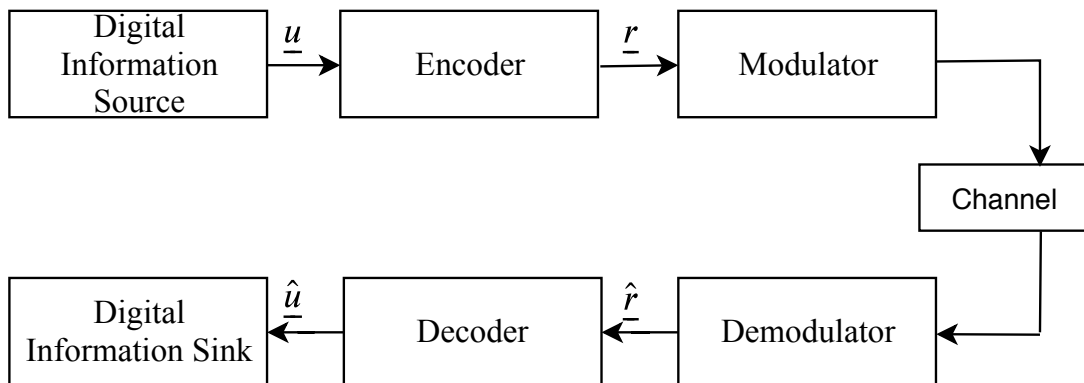 Digital
Information
Source
u
Encoder
r
Modulator
Channel
Digital
Information Sink
û
Decoder
r̂
Demodulator